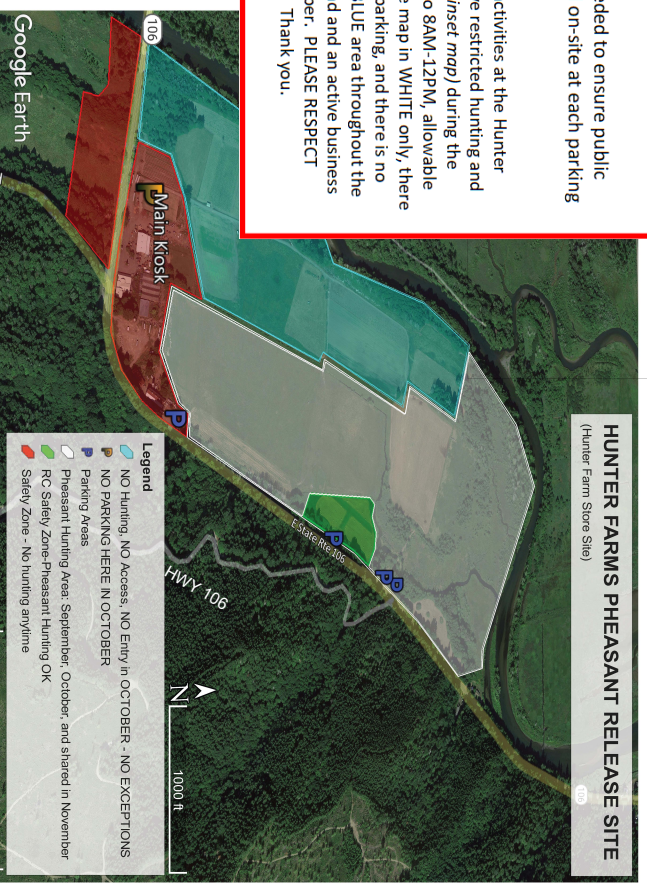 eded to ensure public
on-site at each parking
ctivities at the Hunter
ve restricted hunting and
inset map) during the
o 8AM-12PM, allowable
e map in WHITE only, there
parking, and there is no
BLUE area throughout the
nd and an active business
ber. PLEASE RESPECT
Thank you.
HUNTER FARMS PHEASANT RELEASE SITE
(Hunter Farm Store Site)
106
106
Main Kiosk
P
P
P
P
P
E State Rte 106
HWY 106
N
1000 ft
Legend
NO Hunting, NO Access, NO Entry in OCTOBER - NO EXCEPTIONS
NO PARKING HERE IN OCTOBER
Parking Areas
Pheasant Hunting Area: September, October, and shared in November
RC Safety Zone-Pheasant Hunting OK
Safety Zone - No hunting anytime
Google Earth